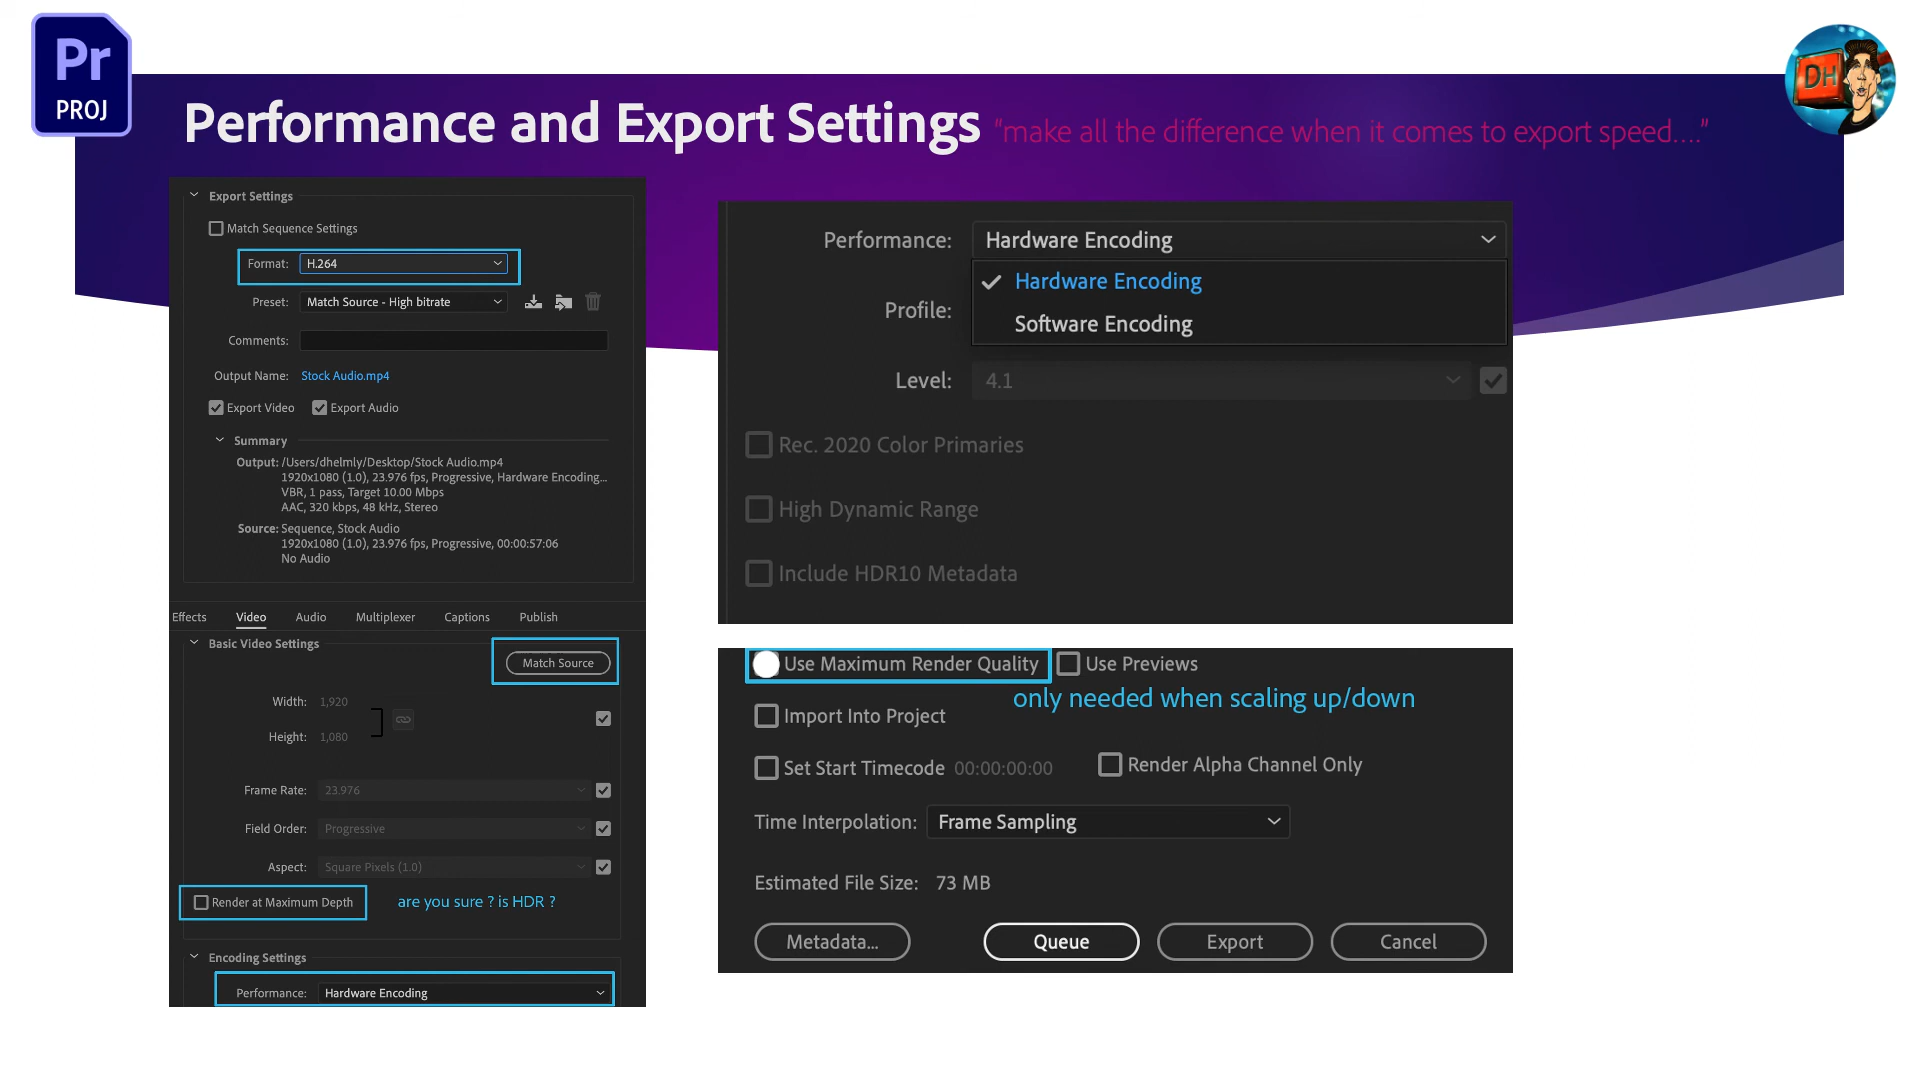 Pr
PROJ
DH
Performance and Export Settings "make all the difference when it comes to export speed...."
Export Settings
Match Sequence Settings
Format: H.264
Preset: Match Source - High bitrate
Comments:
Output Name: Stock Audio.mp4
Export Video Export Audio
Summary
Output: /Users/dhelmly/Desktop/Stock Audio.mp4
1920x1080 (1.0), 23.976 fps, Progressive, Hardware Encoding...
VBR, 1 pass, Target 10.00 Mbps
AAC, 320 kbps, 48 kHz, Stereo
Source: Sequence, Stock Audio
1920x1080 (1.0), 23.976 fps, Progressive, 00:00:57:06
No Audio
Effects Video Audio Multiplexer Captions Publish
Basic Video Settings
Match Source
Width: 1,920
Height: 1,080
Frame Rate: 23.976
Field Order: Progressive
Aspect: Square Pixels (1.0)
Render at Maximum Depth are you sure ? is HDR ?
Encoding Settings
Performance: Hardware Encoding
Performance: Hardware Encoding
Hardware Encoding
Profile:
Software Encoding
Level: 4.1
Rec. 2020 Color Primaries
High Dynamic Range
Include HDR10 Metadata
Use Maximum Render Quality Use Previews
only needed when scaling up/down
Import Into Project
Set Start Timecode 00:00:00:00 Render Alpha Channel Only
Time Interpolation: Frame Sampling
Estimated File Size: 73 MB
Metadata... Queue Export Cancel